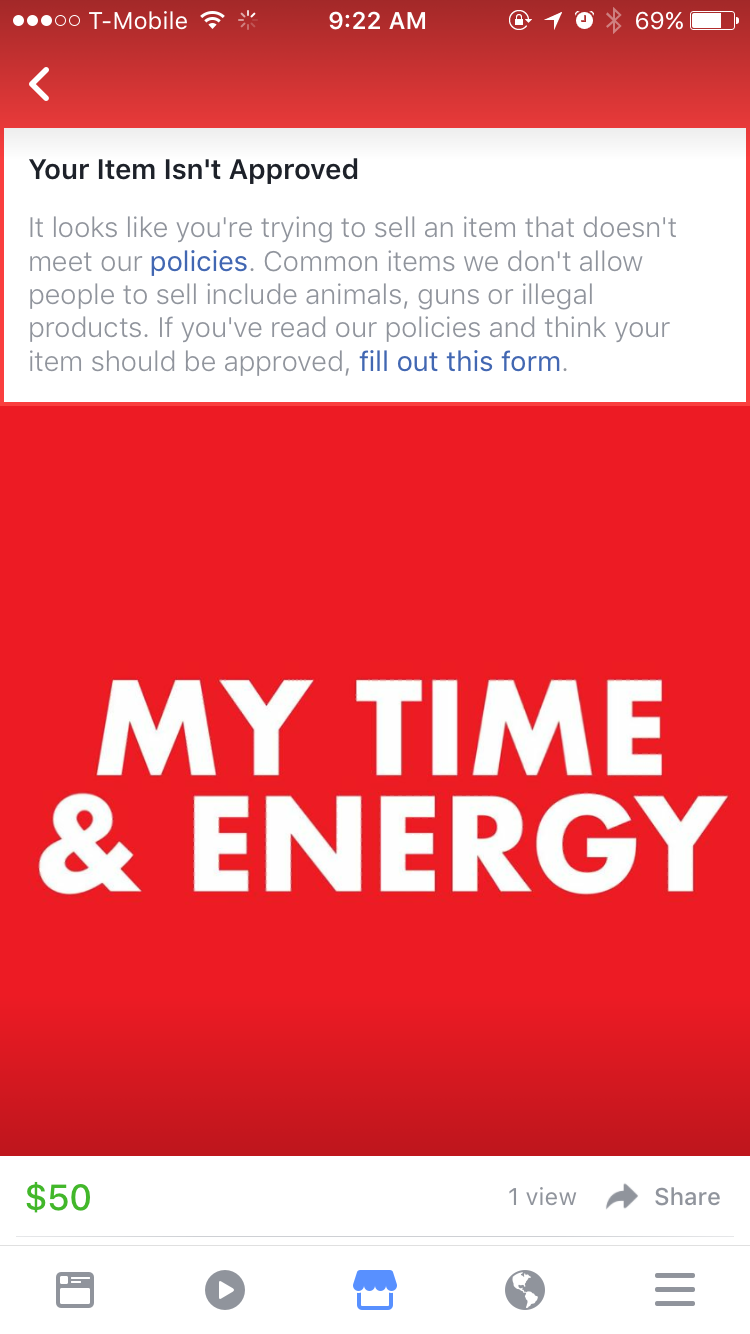 T-Mobile 9:22 AM 69%
Your Item Isn't Approved
It looks like you're trying to sell an item that doesn't
meet our policies. Common items we don't allow
people to sell include animals, guns or illegal
products. If you've read our policies and think your
item should be approved, fill out this form.
MY TIME
& ENERGY
$50 1 view Share